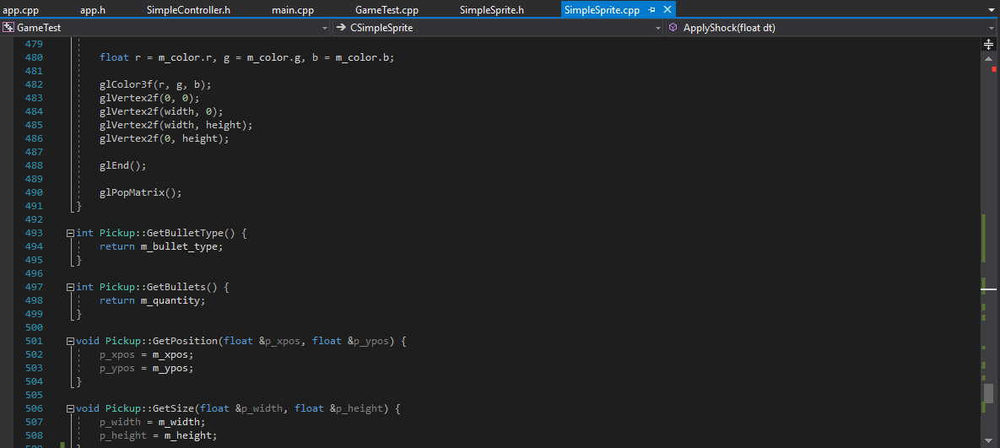 app.cpp app.h SimpleController.h main.cpp GameTest.cpp SimpleSprite.h SimpleSprite.cpp
GameTest CSimpleSprite ApplyShock(float dt)
479
480 float r = m_color.r, g = m_color.g, b = m_color.b;
481
482 glColor3f(r, g, b);
483 glVertex2f(0, 0);
484 glVertex2f(width, 0);
485 glVertex2f(width, height);
486 glVertex2f(0, height);
487
488 glEnd();
489
490 glPopMatrix();
491 }
492
493 int Pickup::GetBulletType() {
494 return m_bullet_type;
495 }
496
497 int Pickup::GetBullets() {
498 return m_quantity;
499 }
500
501 void Pickup::GetPosition(float &p_xpos, float &p_ypos) {
502 p_xpos = m_xpos;
503 p_ypos = m_ypos;
504 }
505
506 void Pickup::GetSize(float &p_width, float &p_height) {
507 p_width = m_width;
508 p_height = m_height;
509 }